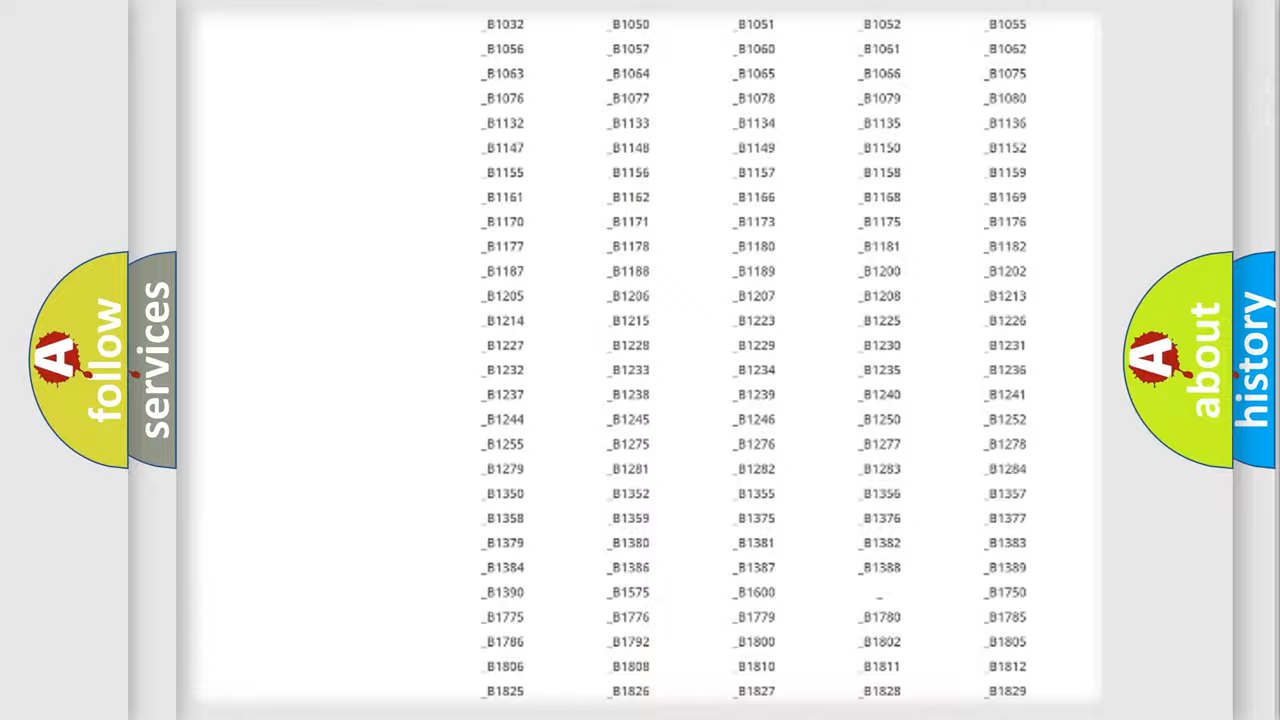 _B1032 _B1050 _B1051 _B1052 _B1055
_B1056 _B1057 _B1060 _B1061 _B1062
_B1063 _B1064 _B1065 _B1066 _B1075
_B1076 _B1077 _B1078 _B1079 _B1080
_B1132 _B1133 _B1134 _B1135 _B1136
_B1147 _B1148 _B1149 _B1150 _B1152
_B1155 _B1156 _B1157 _B1158 _B1159
_B1161 _B1162 _B1166 _B1168 _B1169
_B1170 _B1171 _B1173 _B1175 _B1176
_B1177 _B1178 _B1180 _B1181 _B1182
_B1187 _B1188 _B1189 _B1200 _B1202
_B1205 _B1206 _B1207 _B1208 _B1213
_B1214 _B1215 _B1223 _B1225 _B1226
_B1227 _B1228 _B1229 _B1230 _B1231
_B1232 _B1233 _B1234 _B1235 _B1236
_B1237 _B1238 _B1239 _B1240 _B1241
_B1244 _B1245 _B1246 _B1250 _B1252
_B1255 _B1275 _B1276 _B1277 _B1278
_B1279 _B1281 _B1282 _B1283 _B1284
_B1350 _B1352 _B1355 _B1356 _B1357
_B1358 _B1359 _B1375 _B1376 _B1377
_B1379 _B1380 _B1381 _B1382 _B1383
_B1384 _B1386 _B1387 _B1388 _B1389
_B1390 _B1575 _B1600 _ _B1750
_B1775 _B1776 _B1779 _B1780 _B1785
_B1786 _B1792 _B1800 _B1802 _B1805
_B1806 _B1808 _B1810 _B1811 _B1812
_B1825 _B1826 _B1827 _B1828 _B1829
A follow
services
A about
history